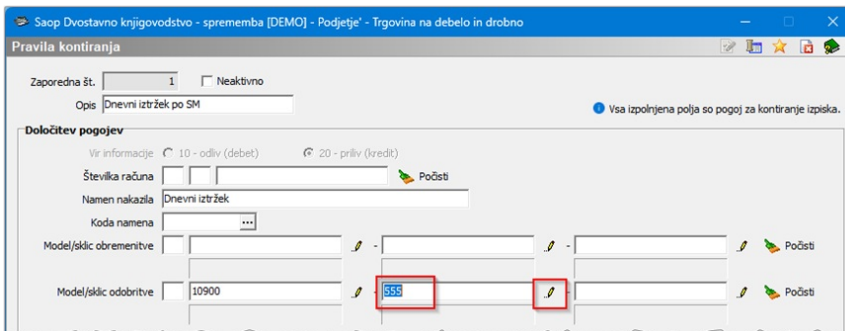 Saop Dvostavno knjigovodstvo - sprememba [DEMO] - Podjetje' - Trgovina na debelo in drobno
Pravila kontiranja
Zaporedna št. 1 Neaktivno
Opis Dnevni iztržek po SM
Vsa izpolnjena polja so pogoj za kontiranje izpiska.
Določitev pogojev
Vir informacije 10 - odliv (debet) 20 - priliv (kredit)
Številka računa Počisti
Namen nakazila Dnevni iztržek
Koda namena ...
Model/sklic obremenitve - - Počisti
Model/sklic odobritve 10900 - SSS - Počisti